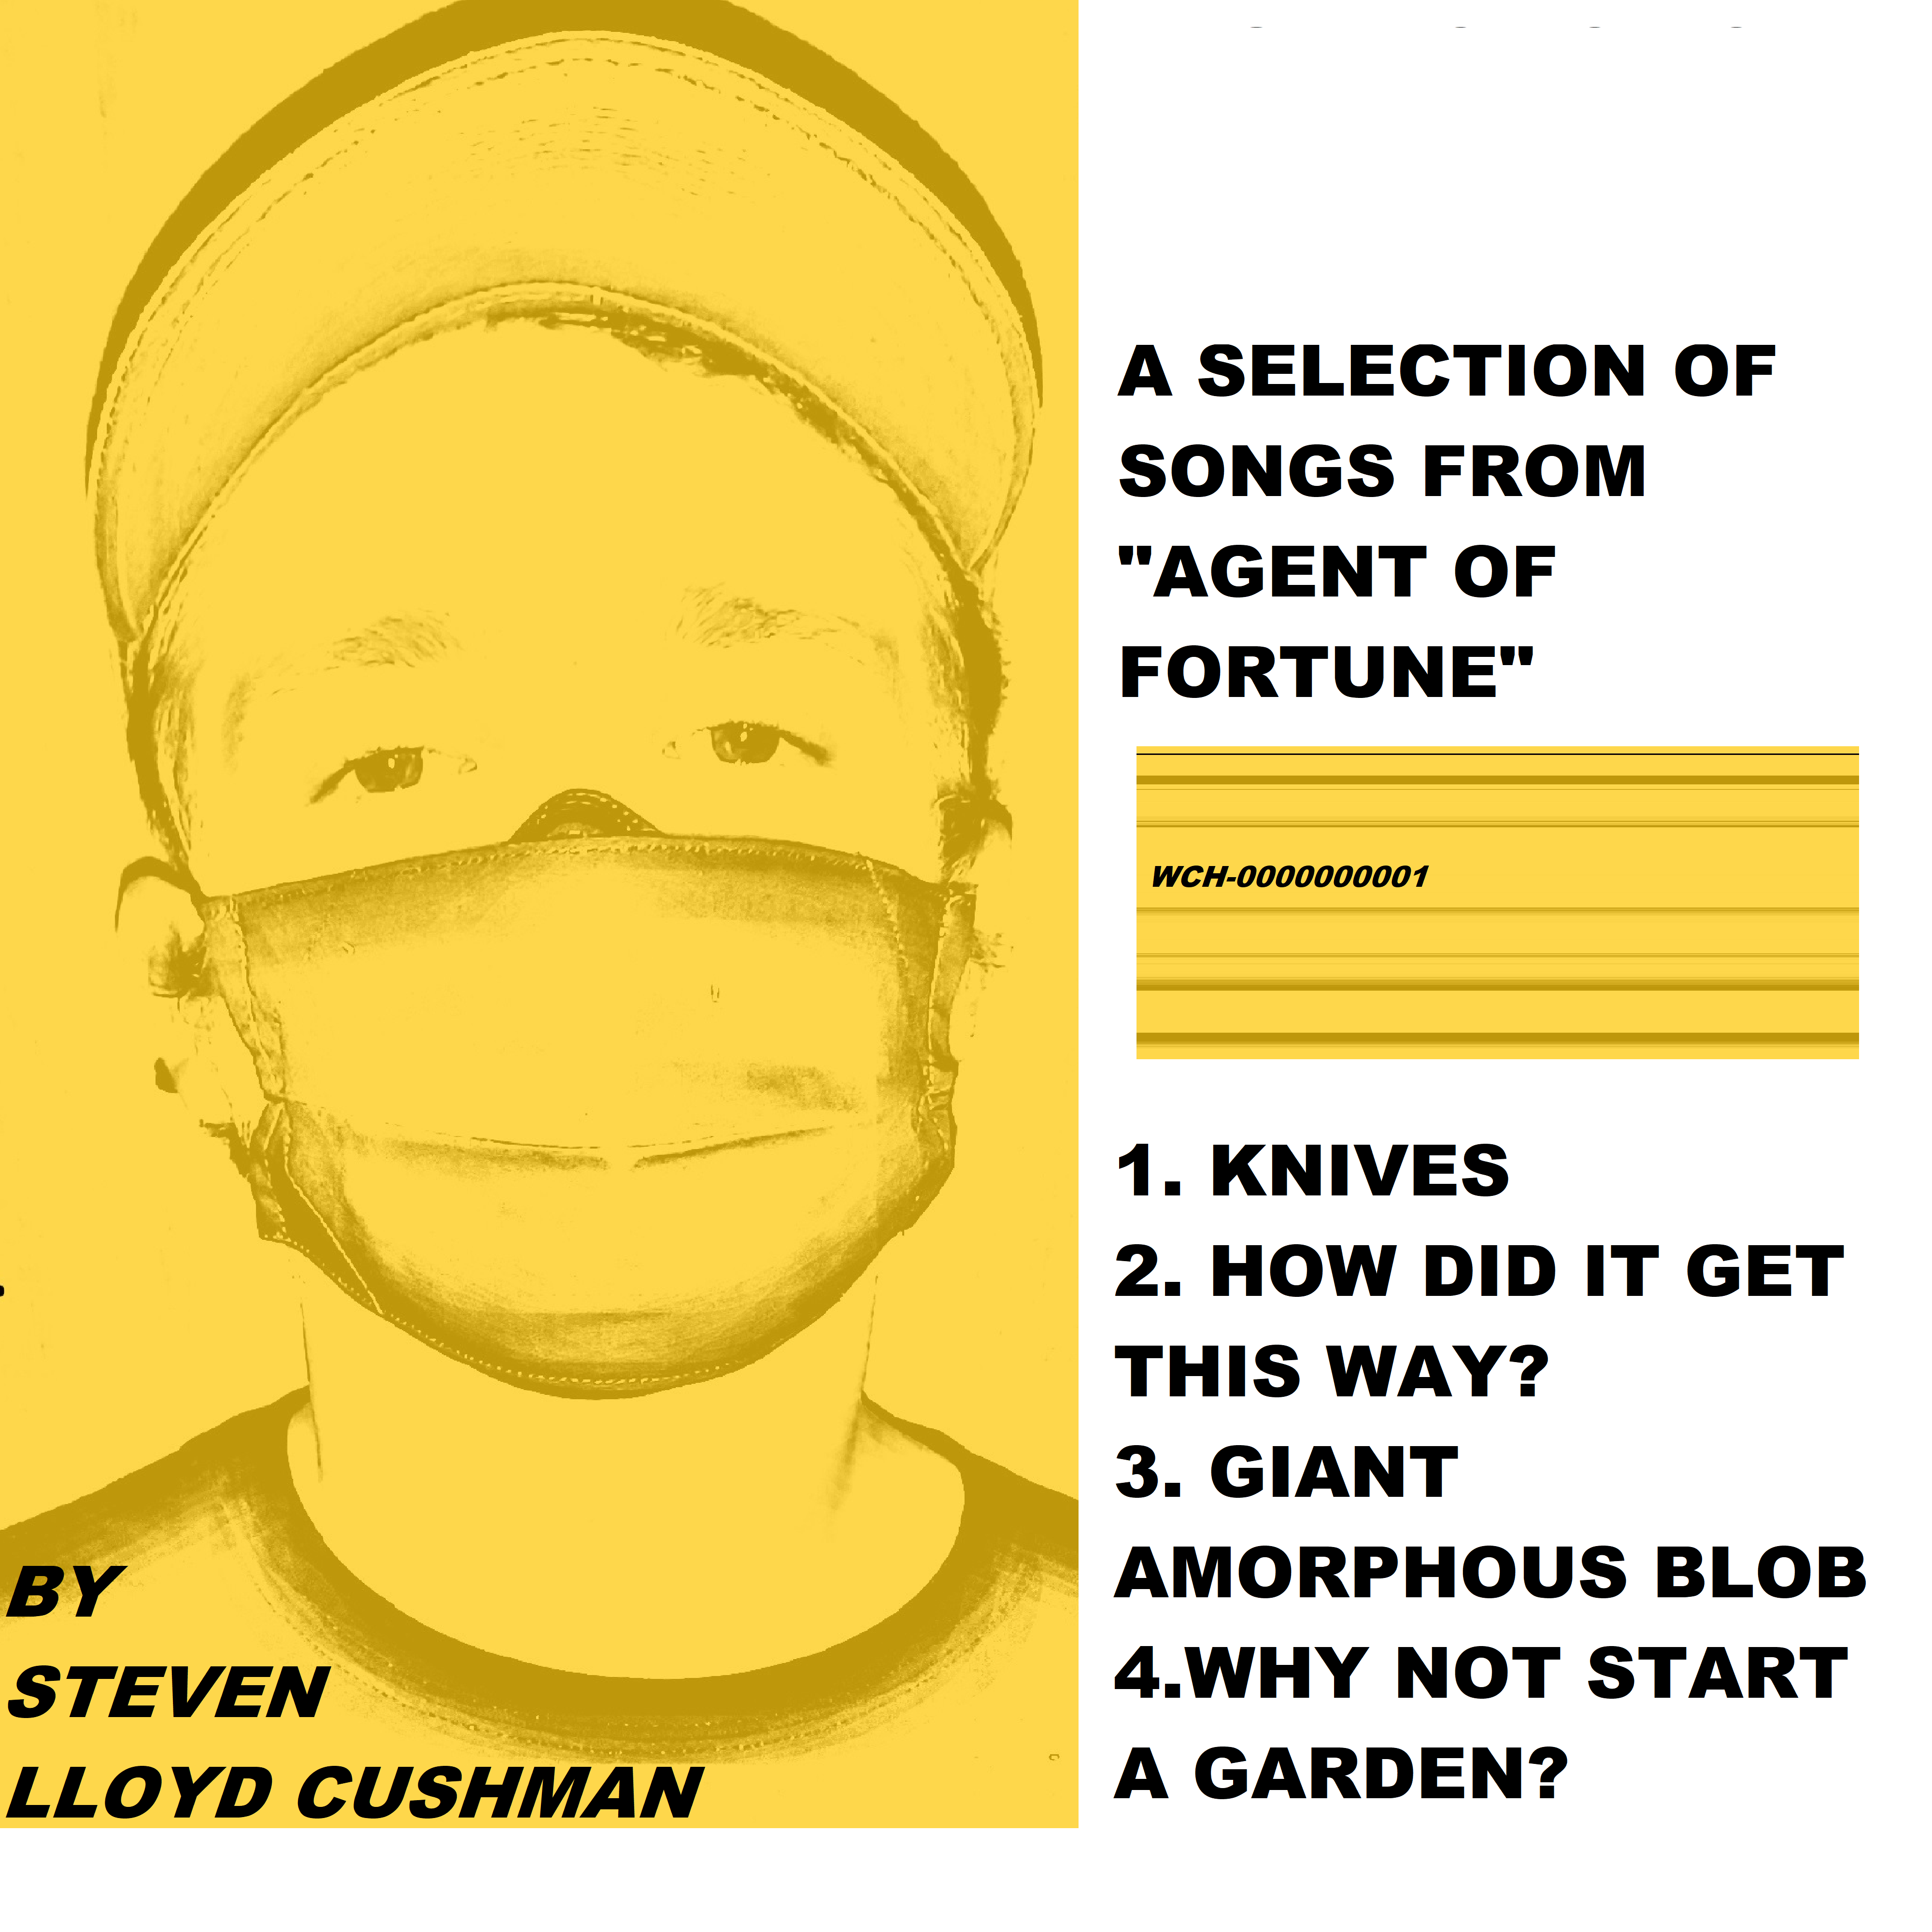 A SELECTION OF
SONGS FROM
"AGENT OF
FORTUNE"
WCH-0000000001
1. KNIVES
2. HOW DID IT GET
THIS WAY?
3. GIANT
AMORPHOUS BLOB
4.WHY NOT START
A GARDEN?
BY
STEVEN
LLOYD CUSHMAN